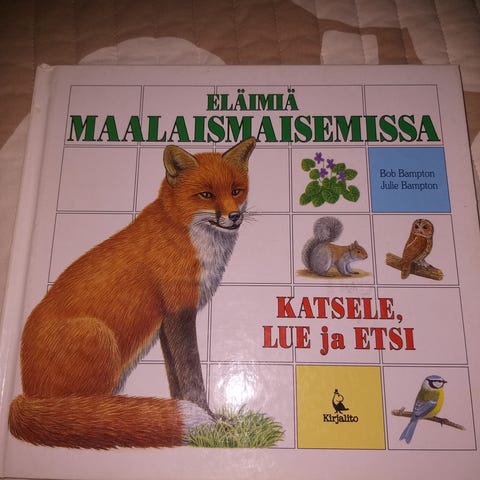 ELÄIMIÄ
MAALAISMAISEMISSA
Bob Bampton
Julie Bampton
KATSELE,
LUE ja ETSI
Kirjalito